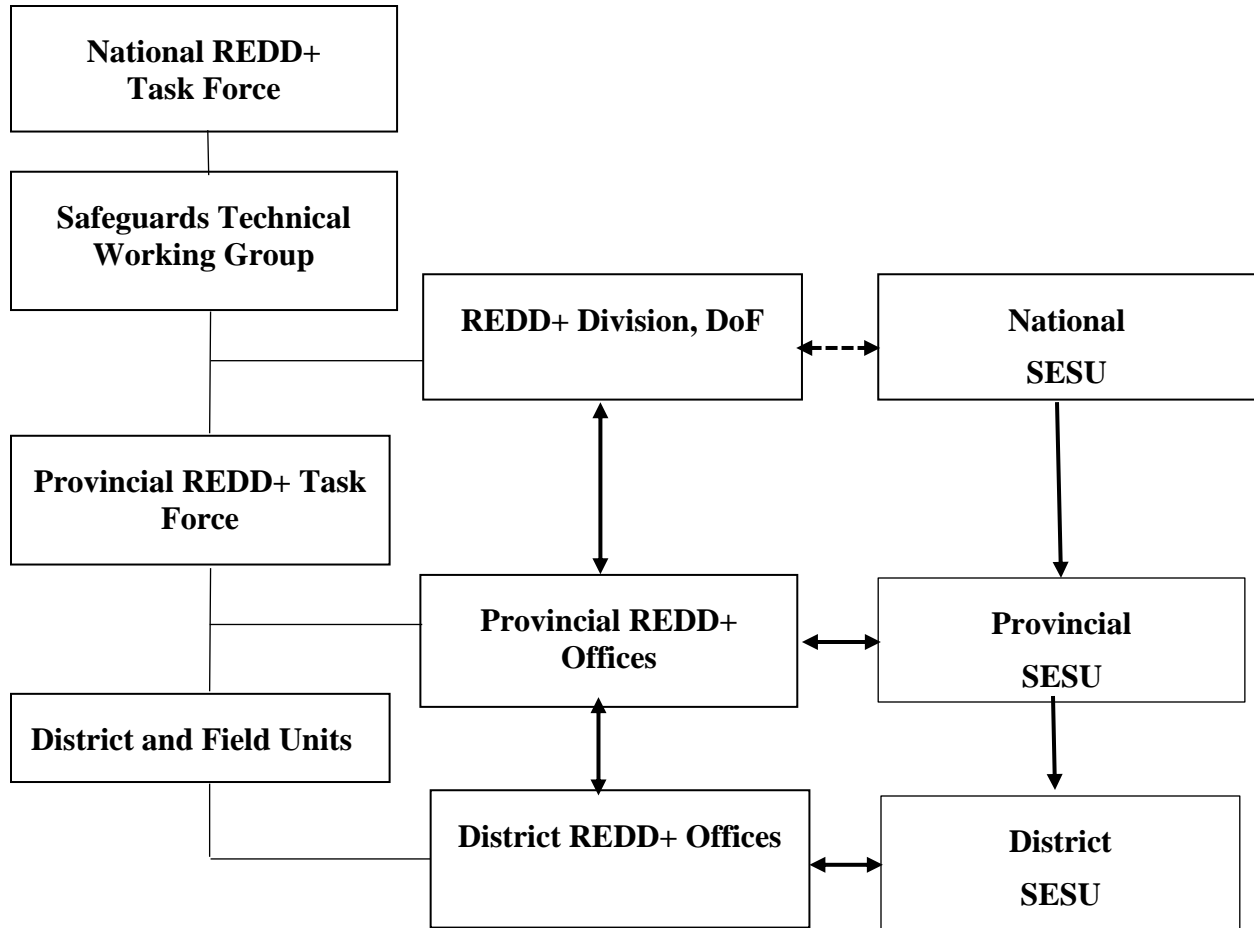 National REDD+
Task Force
Safeguards Technical
Working Group
REDD+ Division, DoF
National
SESU
Provincial REDD+ Task
Force
Provincial REDD+
Offices
Provincial
SESU
District and Field Units
District REDD+ Offices
District
SESU